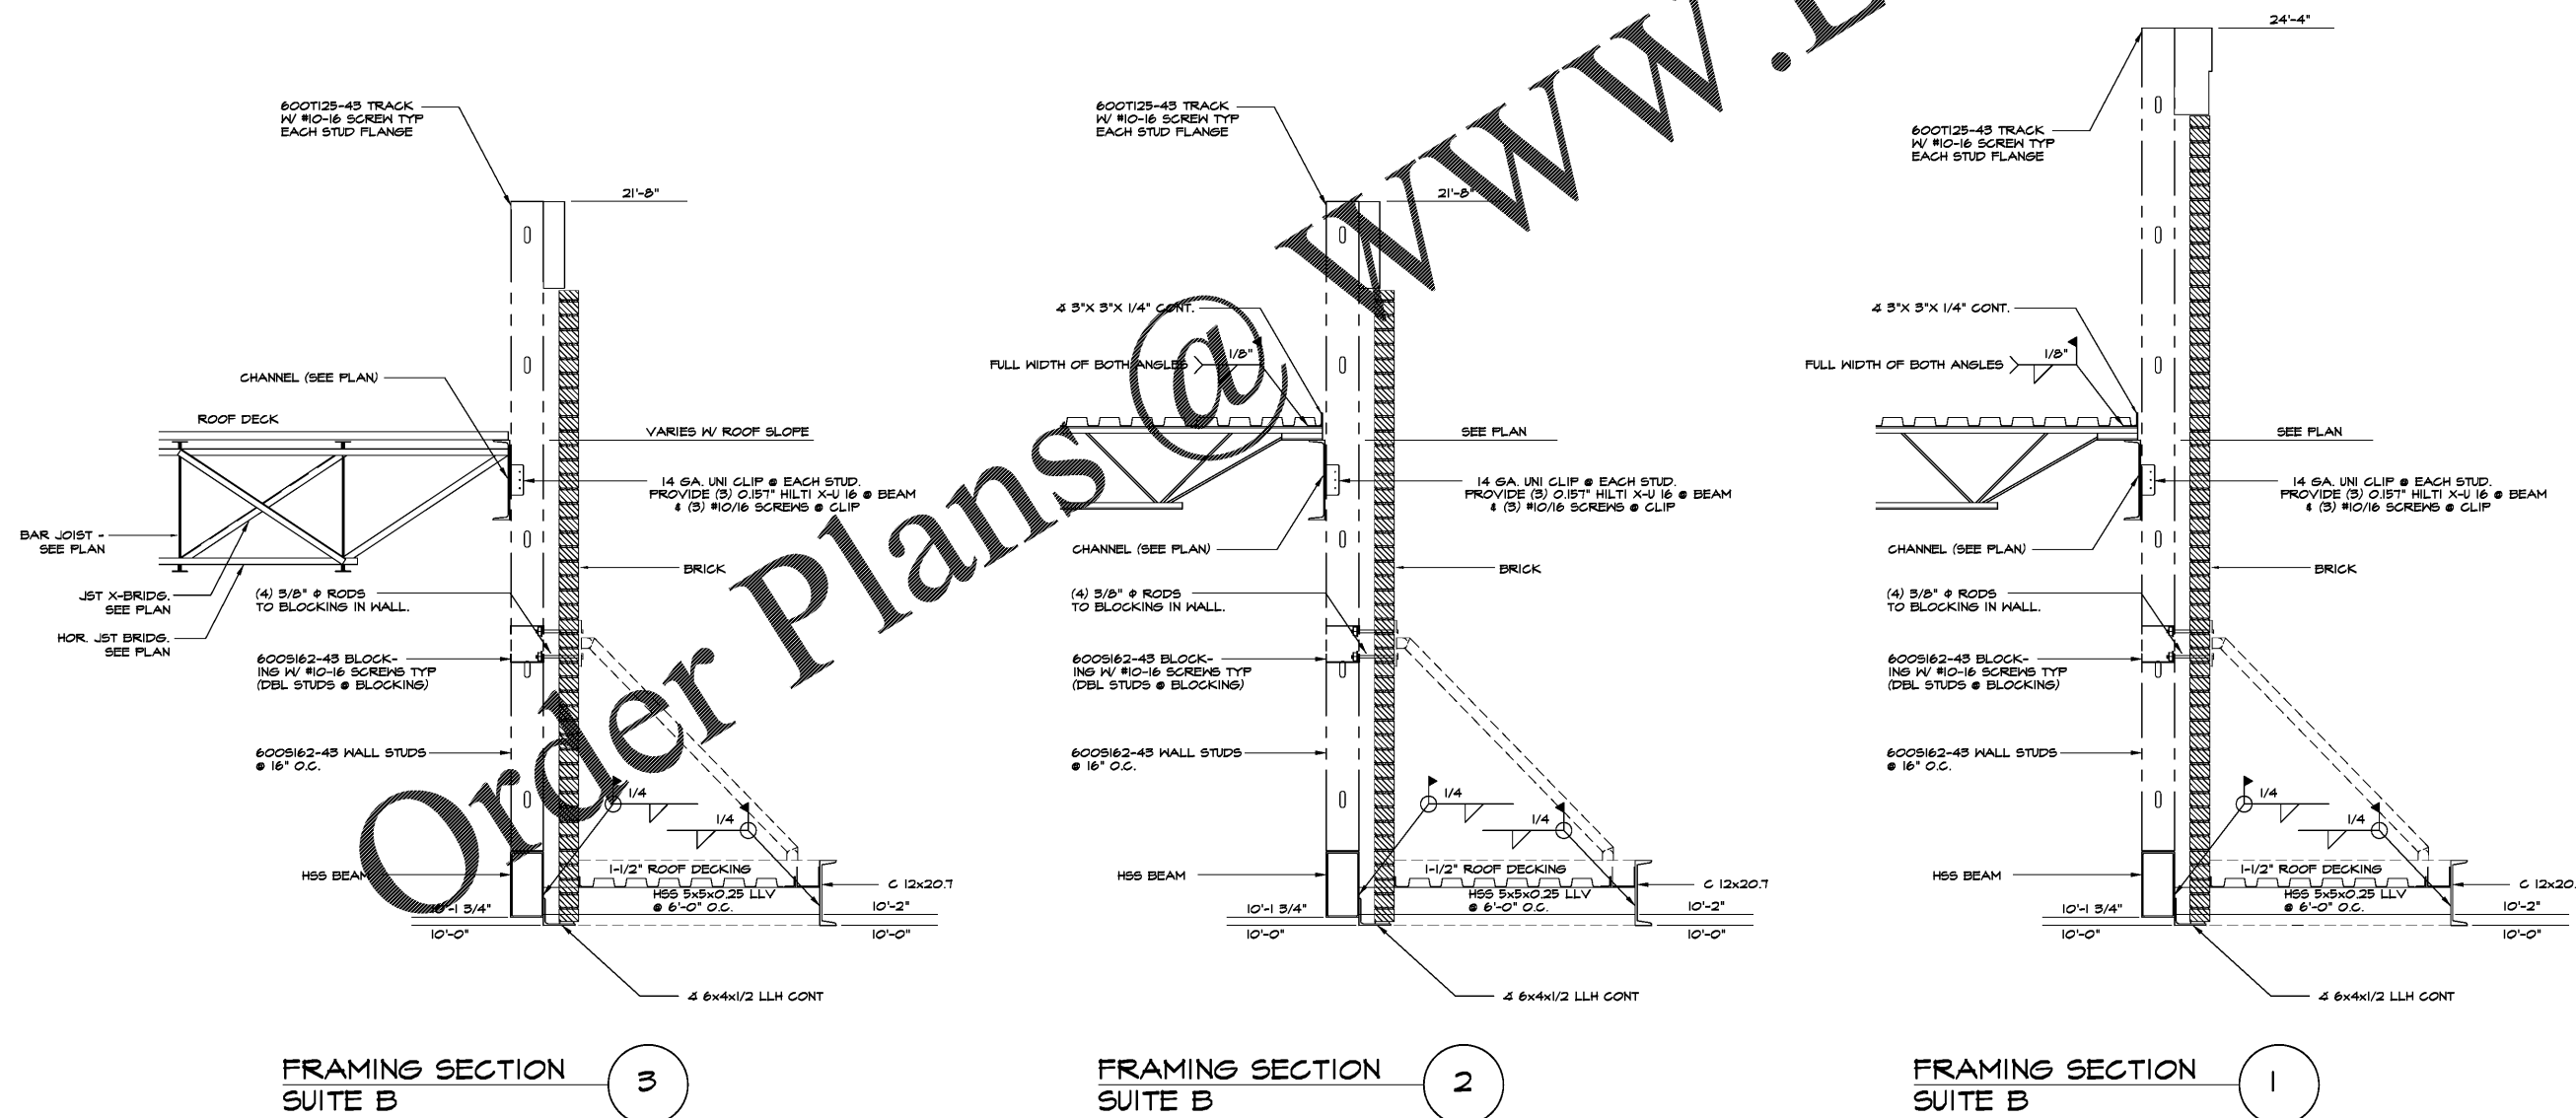 600T125-43 TRACK
W/ #10-16 SCREW TYP
EACH STUD FLANGE
21'-8"
CHANNEL (SEE PLAN)
ROOF DECK
VARIES W/ ROOF SLOPE
14 GA. UNI CLIP @ EACH STUD.
PROVIDE (3) 0.157" HILTI X-U 16 @ BEAM
& (3) #10/16 SCREWS @ CLIP
BAR JOIST -
SEE PLAN
BRICK
JST X-BRIDG.
SEE PLAN
(4) 3/8" Φ RODS
TO BLOCKING IN WALL.
HOR. JST BRIDG.
SEE PLAN
600S162-43 BLOCK-
ING W/ #10-16 SCREWS TYP
(DBL STUDS @ BLOCKING)
600S162-43 WALL STUDS
@ 16" O.C.
1/4
1/4
1-1/2" ROOF DECKING
HSS BEAM
C 12x20.7
HSS 5x5x0.25 LLV
@ 6'-0" O.C.
10'-1 3/4"
10'-2"
10'-0"
10'-0"
∡ 6x4x1/2 LLH CONT
FRAMING SECTION
SUITE B
3
600T125-43 TRACK
W/ #10-16 SCREW TYP
EACH STUD FLANGE
21'-8"
∡ 3"X 3"X 1/4" CONT.
FULL WIDTH OF BOTH ANGLES
1/8"
SEE PLAN
14 GA. UNI CLIP @ EACH STUD.
PROVIDE (3) 0.157" HILTI X-U 16 @ BEAM
& (3) #10/16 SCREWS @ CLIP
CHANNEL (SEE PLAN)
BRICK
(4) 3/8" Φ RODS
TO BLOCKING IN WALL.
600S162-43 BLOCK-
ING W/ #10-16 SCREWS TYP
(DBL STUDS @ BLOCKING)
600S162-43 WALL STUDS
@ 16" O.C.
1/4
1/4
1-1/2" ROOF DECKING
HSS BEAM
C 12x20.7
HSS 5x5x0.25 LLV
@ 6'-0" O.C.
10'-1 3/4"
10'-2"
10'-0"
10'-0"
∡ 6x4x1/2 LLH CONT
FRAMING SECTION
SUITE B
2
24'-4"
600T125-43 TRACK
W/ #10-16 SCREW TYP
EACH STUD FLANGE
∡ 3"X 3"X 1/4" CONT.
FULL WIDTH OF BOTH ANGLES
1/8"
SEE PLAN
14 GA. UNI CLIP @ EACH STUD.
PROVIDE (3) 0.157" HILTI X-U 16 @ BEAM
& (3) #10/16 SCREWS @ CLIP
CHANNEL (SEE PLAN)
BRICK
(4) 3/8" Φ RODS
TO BLOCKING IN WALL.
600S162-43 BLOCK-
ING W/ #10-16 SCREWS TYP
(DBL STUDS @ BLOCKING)
600S162-43 WALL STUDS
@ 16" O.C.
1/4
1/4
1-1/2" ROOF DECKING
HSS BEAM
C 12x20.
HSS 5x5x0.25 LLV
@ 6'-0" O.C.
10'-1 3/4"
10'-2"
10'-0"
10'-0"
∡ 6x4x1/2 LLH CONT
FRAMING SECTION
SUITE B
1
Order Plans @ www.